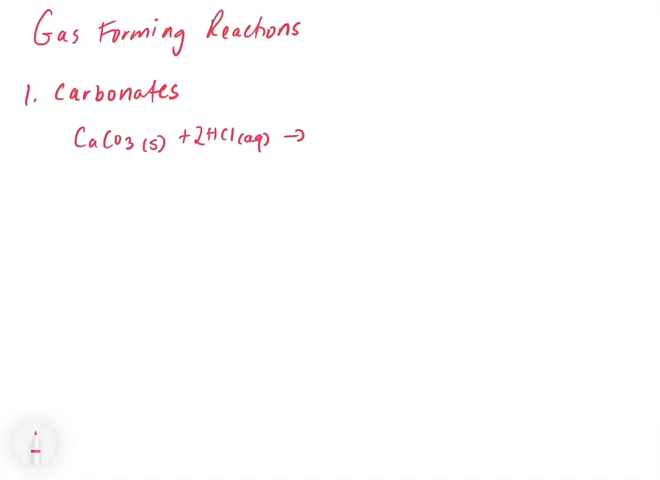 Gas Forming Reactions
1. Carbonates
CaCO3 (s) + 2HCl (aq) →